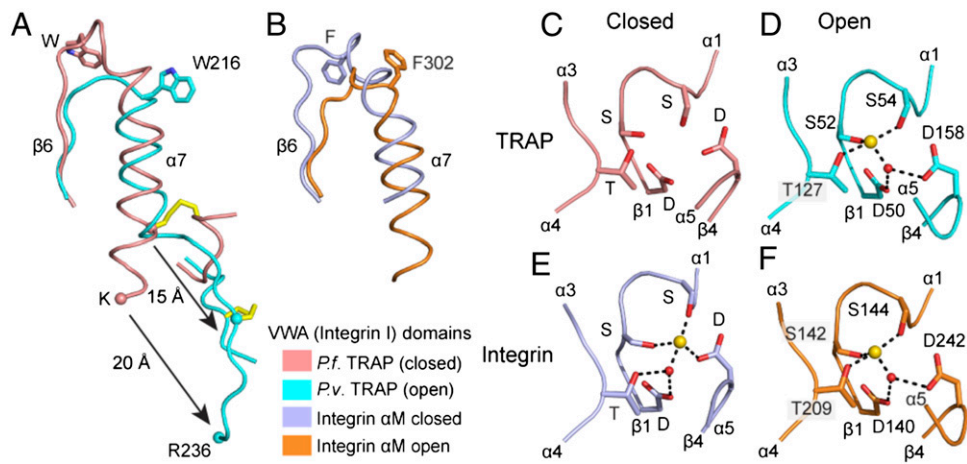 A
W
W216
β6
α7
K
15 Å
20 Å
R236
B
F
F302
β6
α7
VWA (Integrin I) domains
P.f. TRAP (closed)
P.v. TRAP (open)
Integrin αM closed
Integrin αM open
Closed
Open
TRAP
Integrin
C
α3
α1
S
S
D
T
β1
D
α5
α4
β4
D
α3
α1
S54
S52
D158
T127
α5
β1
D50
α4
β4
E
α3
α1
S
S
D
T
β1
D
α5
α4
β4
F
α3
α1
S144
S142
D242
T209
α5
β1
D140
α4
β4